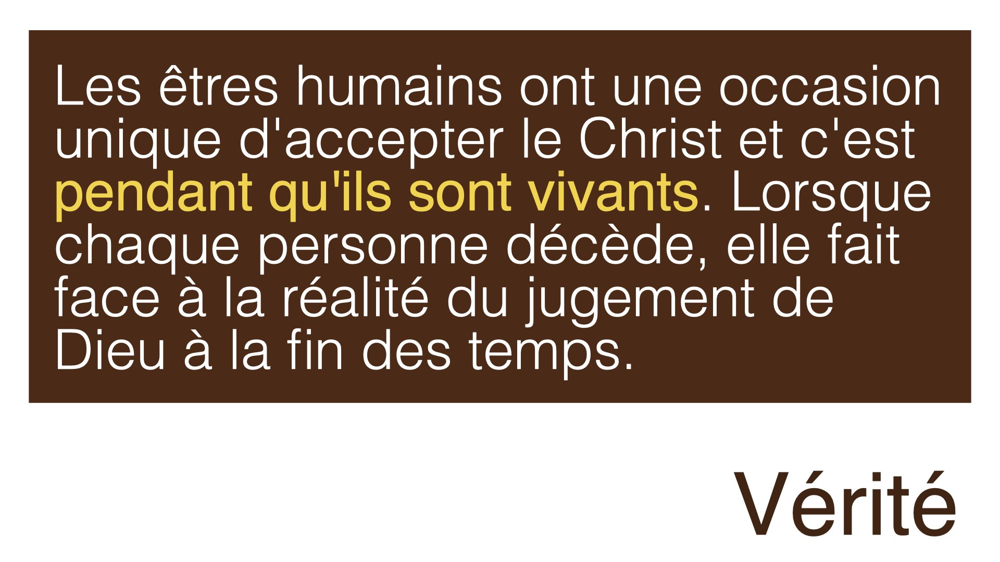 Les êtres humains ont une occasion
unique d'accepter le Christ et c'est
pendant qu'ils sont vivants. Lorsque
chaque personne décède, elle fait
face à la réalité du jugement de
Dieu à la fin des temps.
Vérité